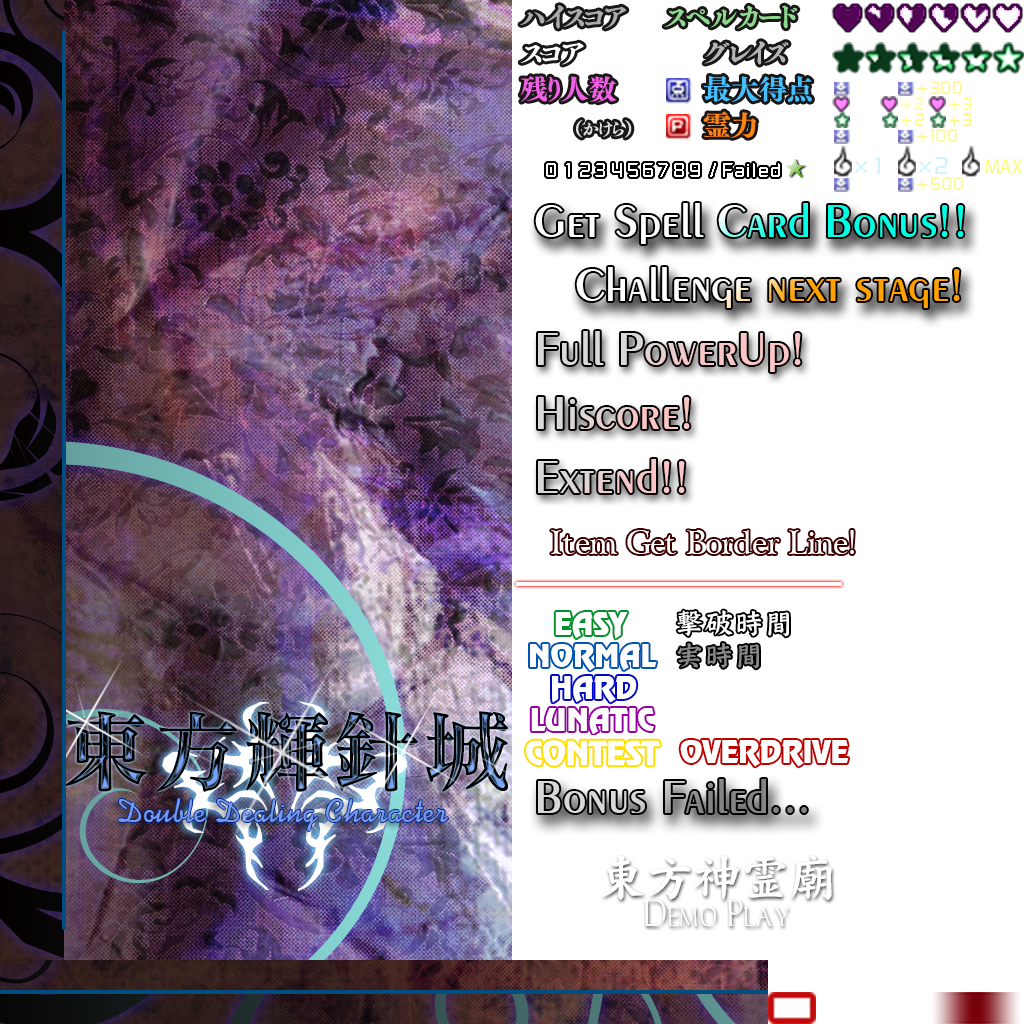 ハイスコア
スペルカード
スコア
グレイズ
残り人数
最大得点
(かけら)
P
霊力
0123456789/Failed
+300
+2
+3
+2
+3
+100
×1
×2
MAX
+500
Get Spell Card Bonus!!
Challenge next stage!
Full PowerUp!
Hiscore!
Extend!!
Item Get Border Line!
EASY
撃破時間
NORMAL
実時間
HARD
LUNATIC
CONTEST
OVERDRIVE
Bonus Failed...
東方輝針城
Double Dealing Character
東方神霊廟
Demo Play